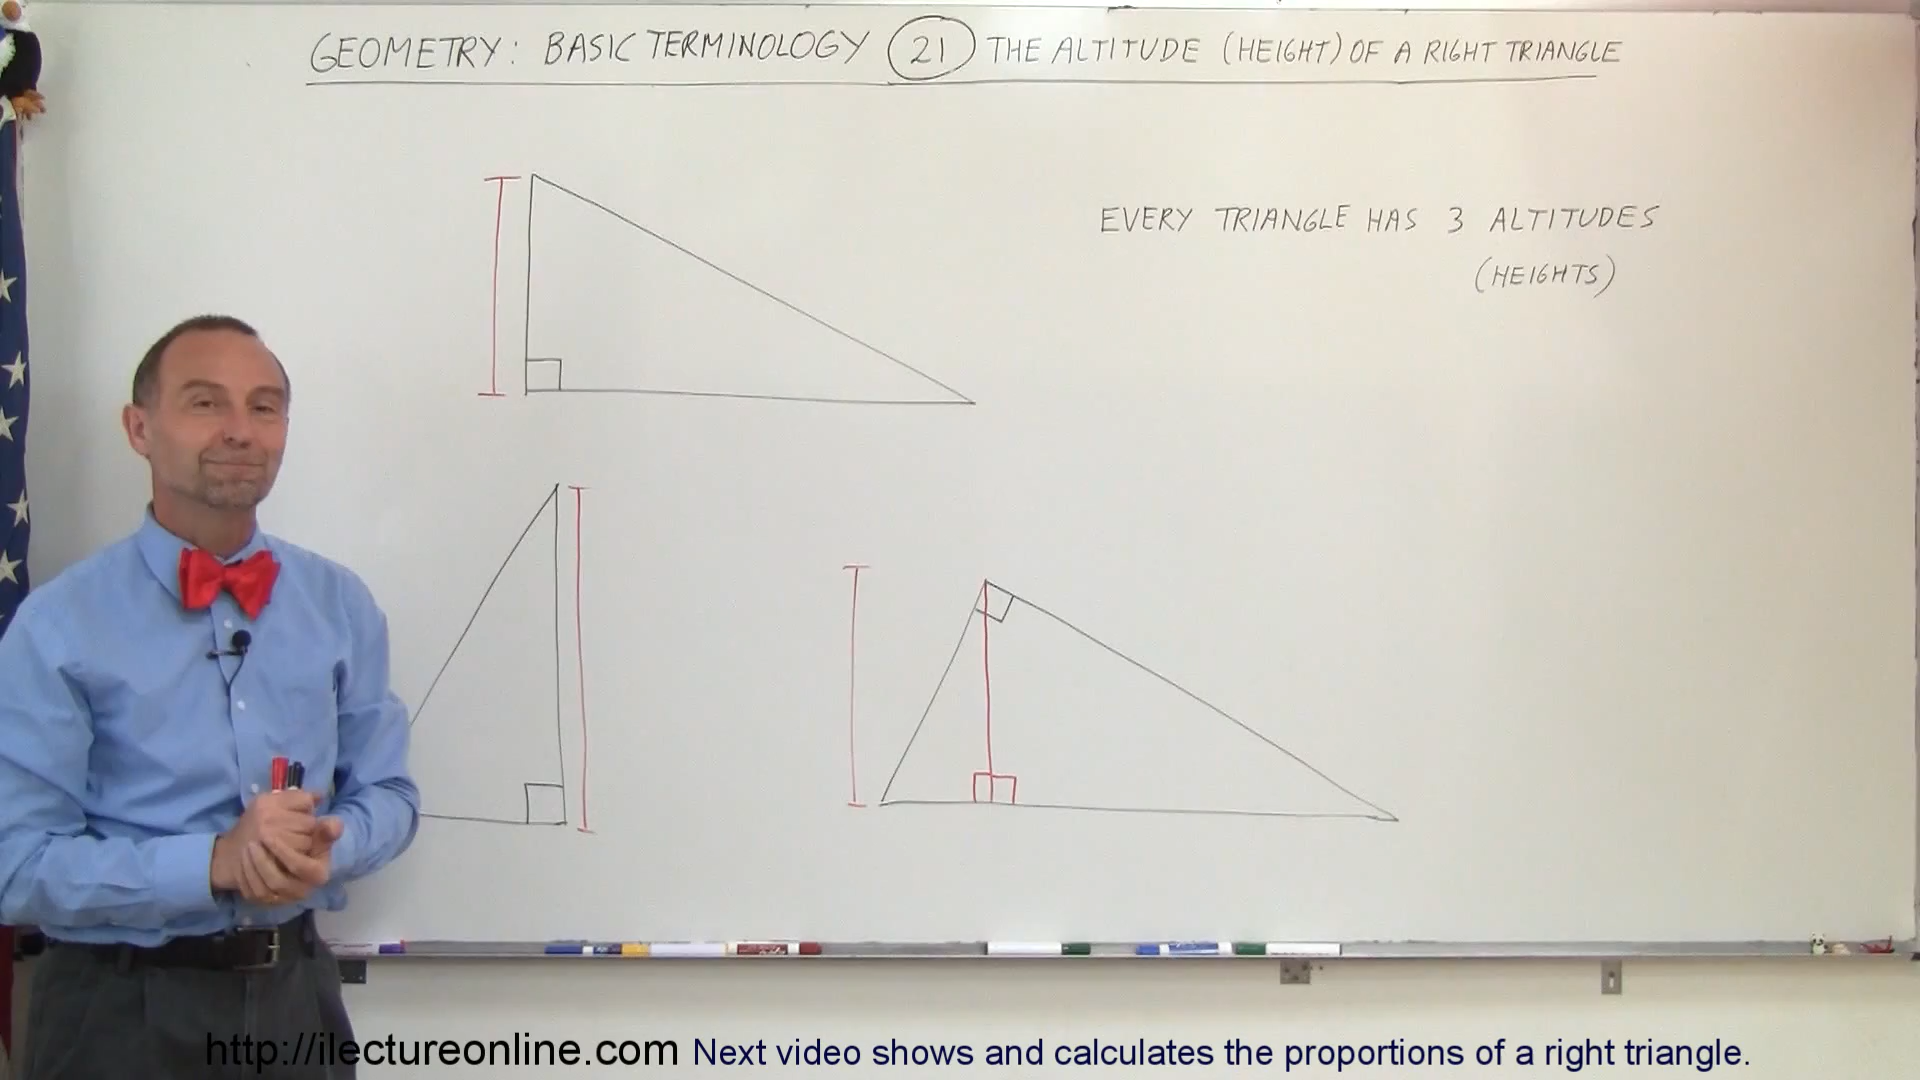 GEOMETRY: BASIC TERMINOLOGY 21 THE ALTITUDE (HEIGHT) OF A RIGHT TRIANGLE
EVERY TRIANGLE HAS 3 ALTITUDES
(HEIGHTS)
http://ilectureonline.com Next video shows and calculates the proportions of a right triangle.